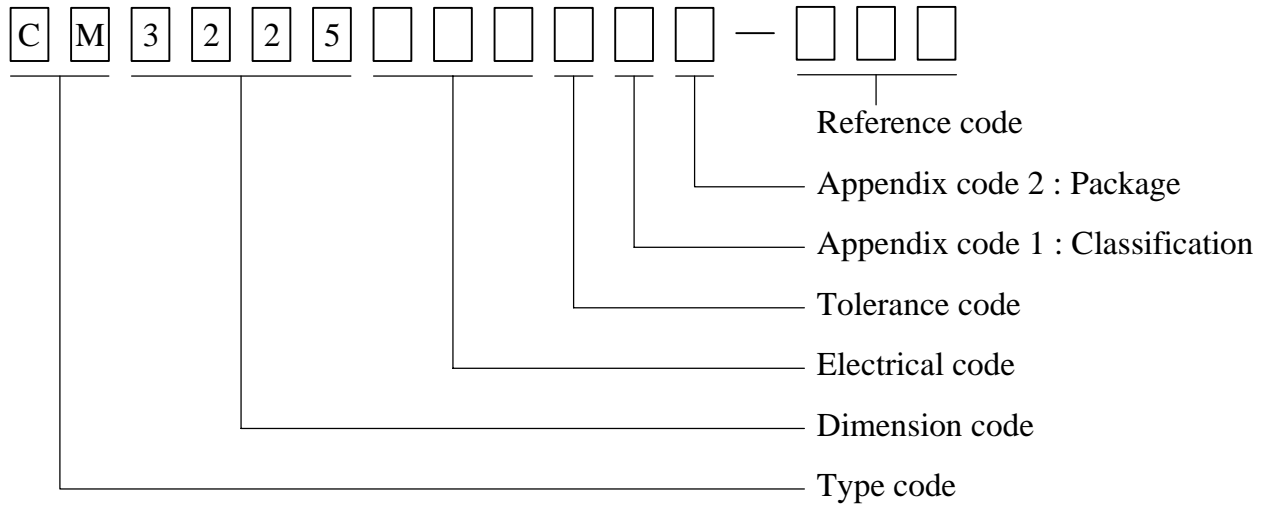 C M 3 2 2 5 —
Reference code
Appendix code 2 : Package
Appendix code 1 : Classification
Tolerance code
Electrical code
Dimension code
Type code